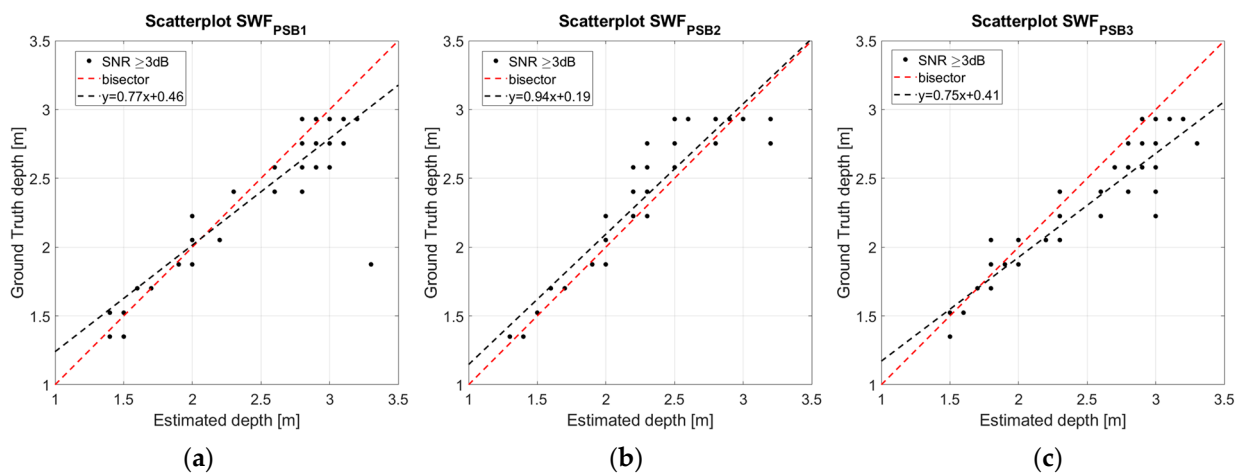 Scatterplot SWF_PSB1
3.5
3
2.5
2
1.5
1
Ground Truth depth [m]
SNR ≥3dB
bisector
y=0.77x+0.46
1 1.5 2 2.5 3 3.5
Estimated depth [m]
(a)
Scatterplot SWF_PSB2
3.5
3
2.5
2
1.5
1
Ground Truth depth [m]
SNR ≥3dB
bisector
y=0.94x+0.19
1 1.5 2 2.5 3 3.5
Estimated depth [m]
(b)
Scatterplot SWF_PSB3
3.5
3
2.5
2
1.5
1
Ground Truth depth [m]
SNR ≥3dB
bisector
y=0.75x+0.41
1 1.5 2 2.5 3 3.5
Estimated depth [m]
(c)